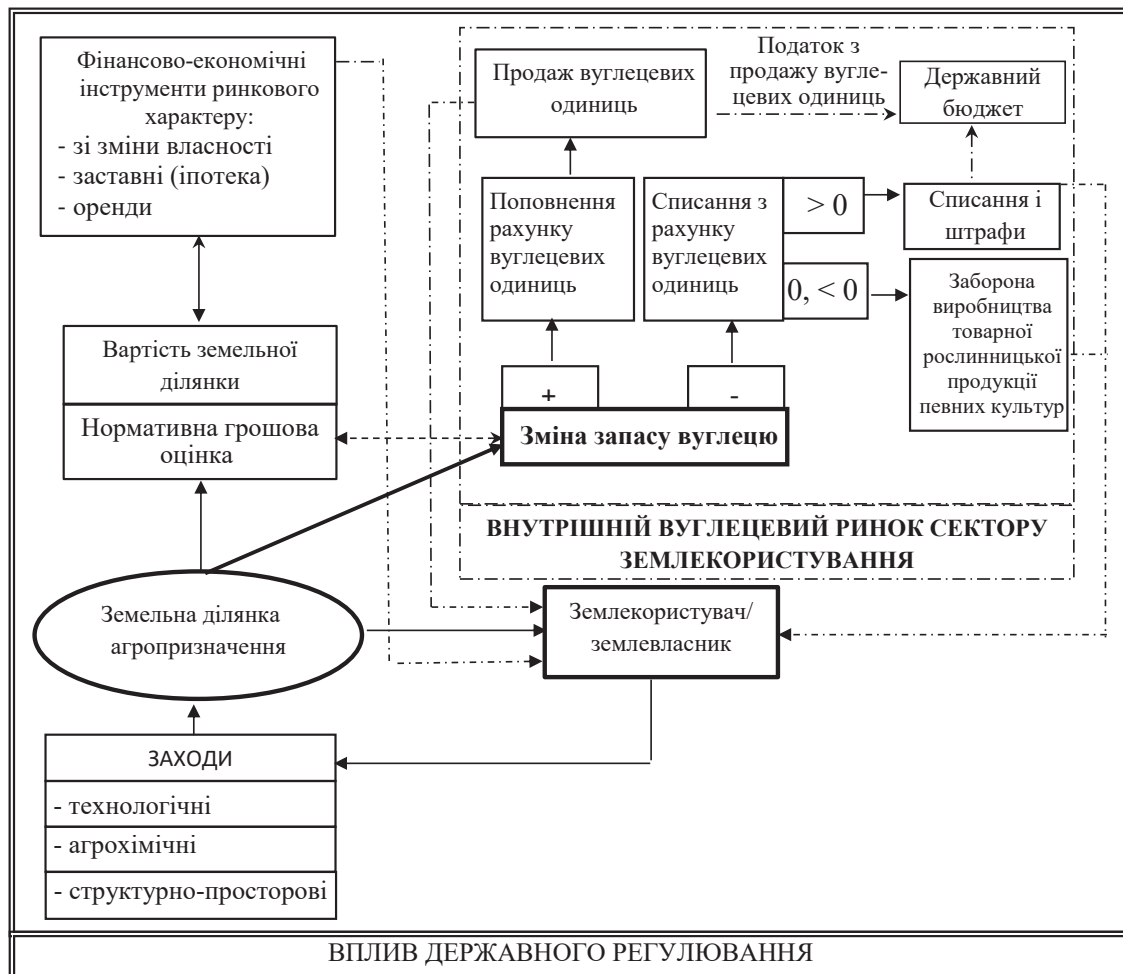 Фінансово-економічні
інструменти ринкового
характеру:
- зі зміни власності
- заставні (іпотека)
- оренди
Продаж вуглецевих
одиниць
Податок з
продажу вугле-
цевих одиниць
Державний
бюджет
Поповнення
рахунку
вуглецевих
одиниць
Списання з
рахунку
вуглецевих
одиниць
> 0
0, < 0
Списання і
штрафи
Заборона
виробництва
товарної
рослинницької
продукції
певних культур
Вартість земельної
ділянки
Нормативна грошова
оцінка
+
-
Зміна запасу вуглецю
ВНУТРІШНІЙ ВУГЛЕЦЕВИЙ РИНОК СЕКТОРУ
ЗЕМЛЕКОРИСТУВАННЯ
Земельна ділянка
агропризначення
Землекористувач/
землевласник
ЗАХОДИ
- технологічні
- агрохімічні
- структурно-просторові
ВПЛИВ ДЕРЖАВНОГО РЕГУЛЮВАННЯ